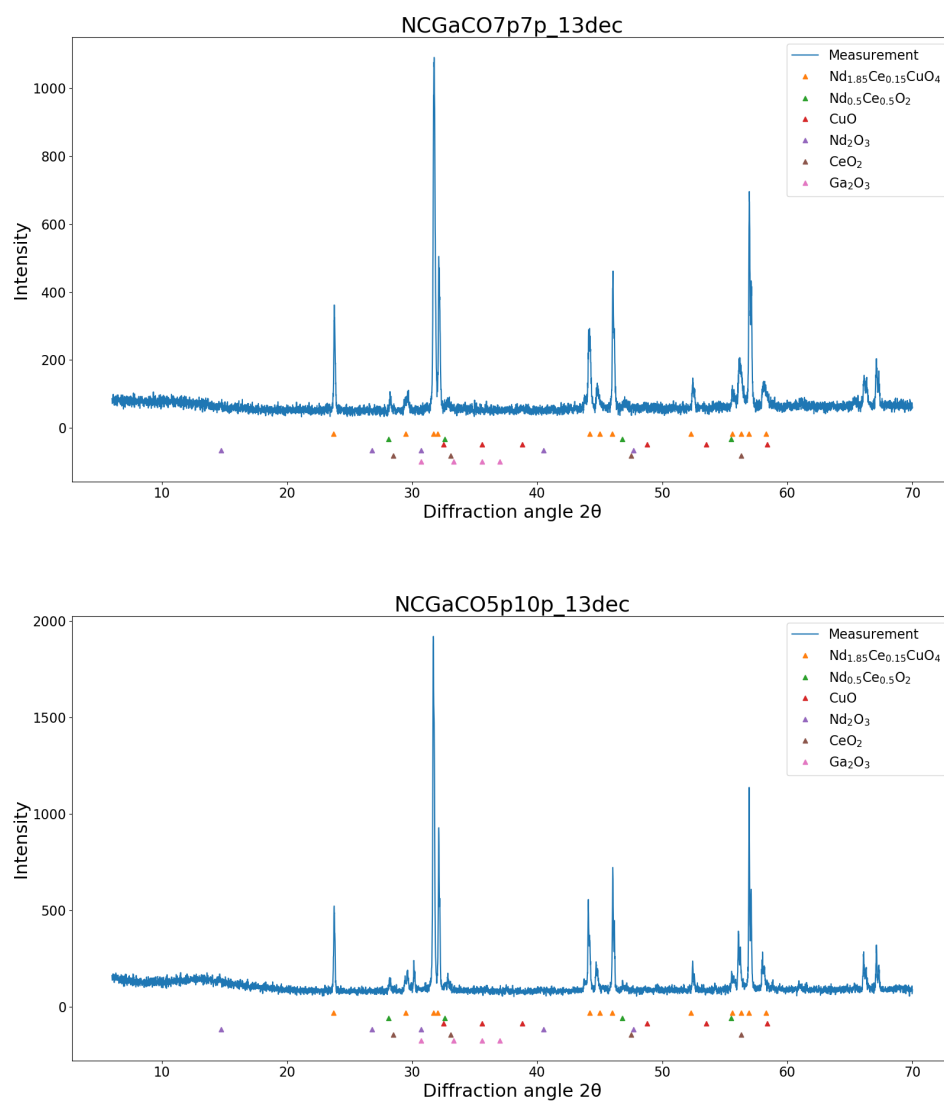 NCGaCO7p7p_13dec
Intensity
1000
800
600
400
200
0
Measurement
Nd₁.₈₅Ce₀.₁₅CuO₄
Nd₀.₅Ce₀.₅O₂
CuO
Nd₂O₃
CeO₂
Ga₂O₃
10 20 30 40 50 60 70
Diffraction angle 2θ
NCGaCO5p10p_13dec
Intensity
2000
1500
1000
500
0
Measurement
Nd₁.₈₅Ce₀.₁₅CuO₄
Nd₀.₅Ce₀.₅O₂
CuO
Nd₂O₃
CeO₂
Ga₂O₃
10 20 30 40 50 60 70
Diffraction angle 2θ